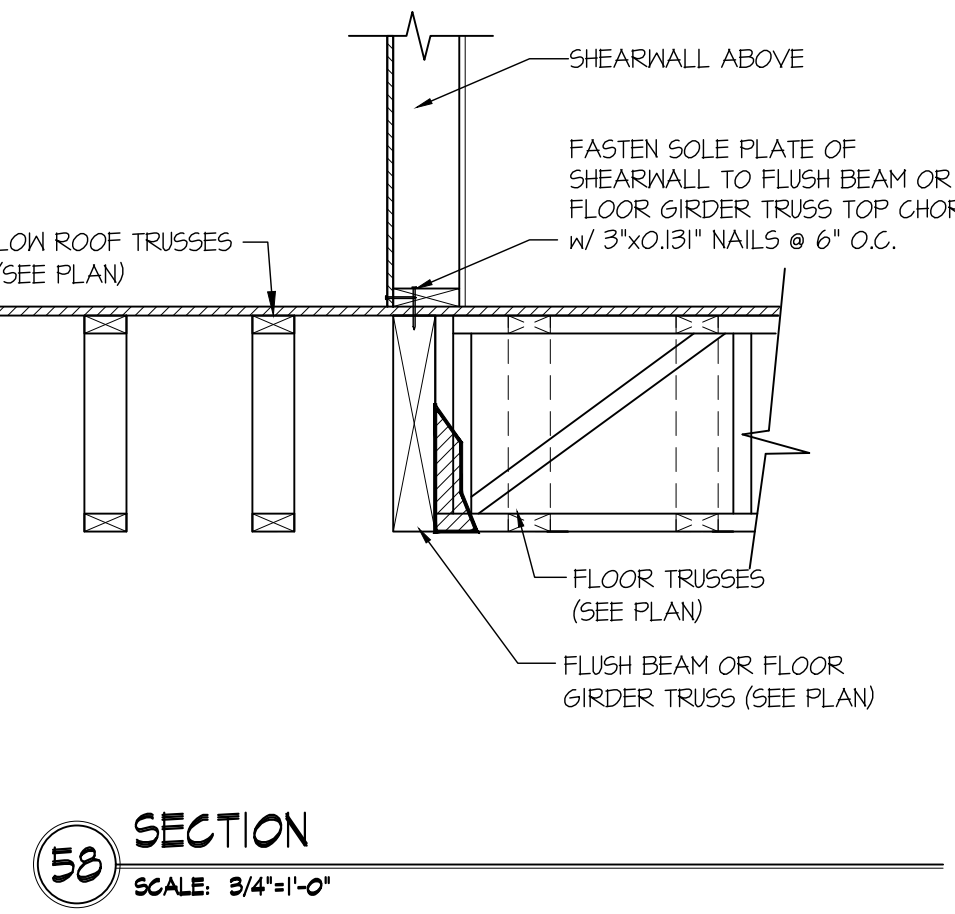 SHEARWALL ABOVE
FASTEN SOLE PLATE OF
SHEARWALL TO FLUSH BEAM OR
FLOOR GIRDER TRUSS TOP CHOR
w/ 3"x0.131" NAILS @ 6" O.C.
LOW ROOF TRUSSES
(SEE PLAN)
FLOOR TRUSSES
(SEE PLAN)
FLUSH BEAM OR FLOOR
GIRDER TRUSS (SEE PLAN)
58
SECTION
SCALE: 3/4"=1'-0"